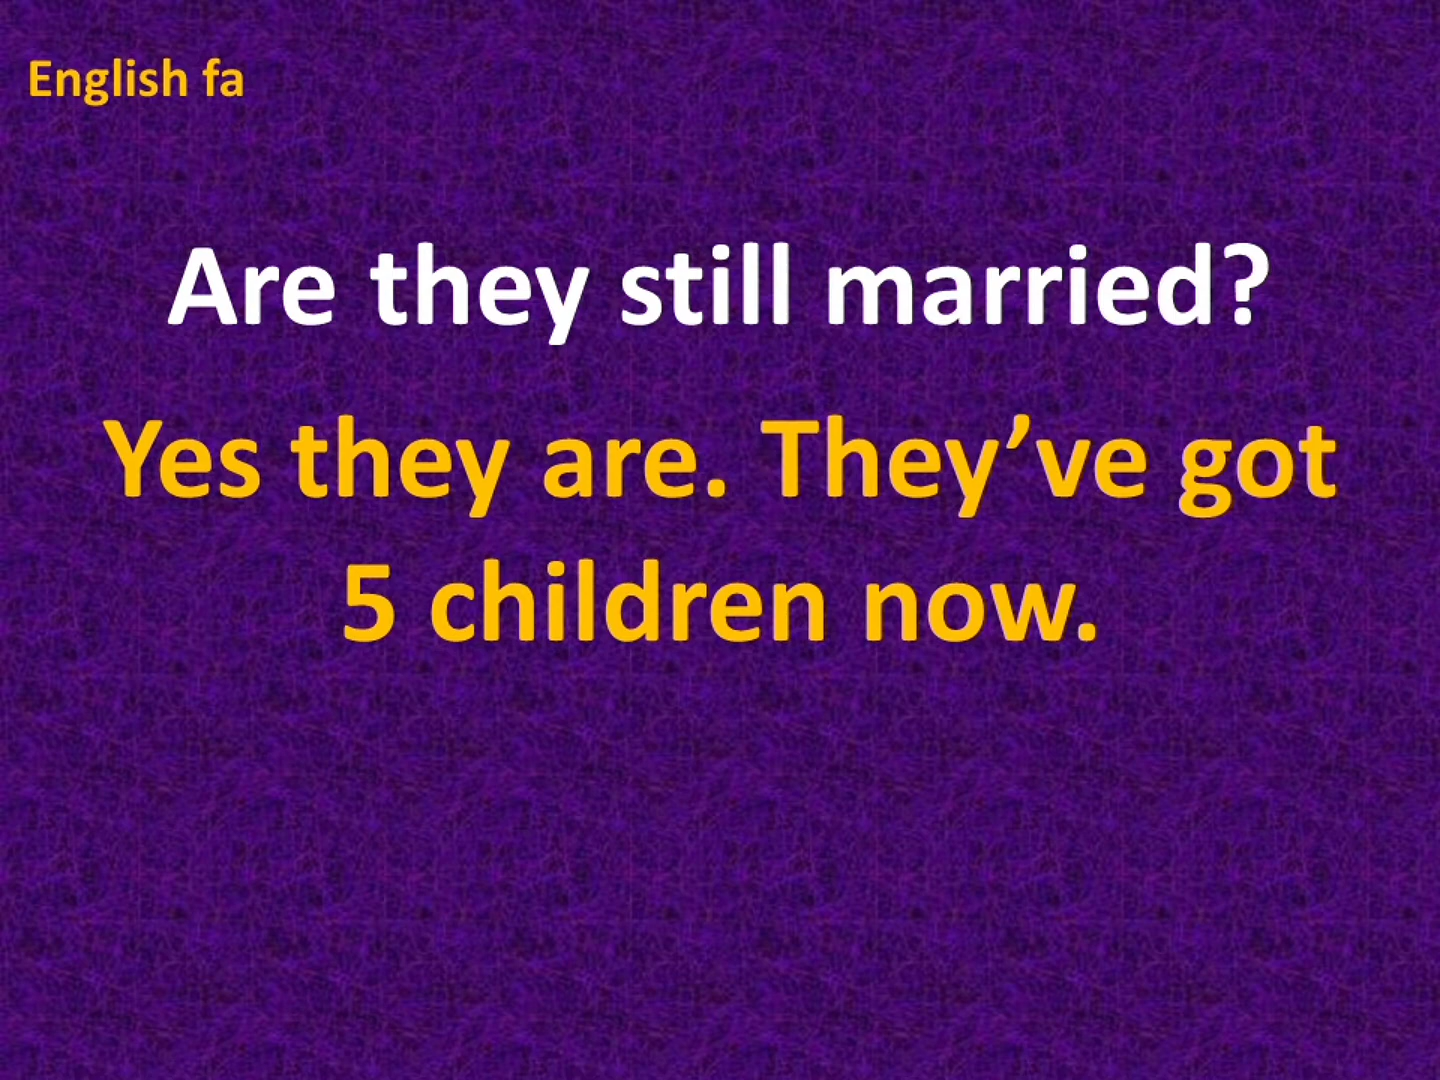 English fa
Are they still married?
Yes they are. They’ve got
5 children now.